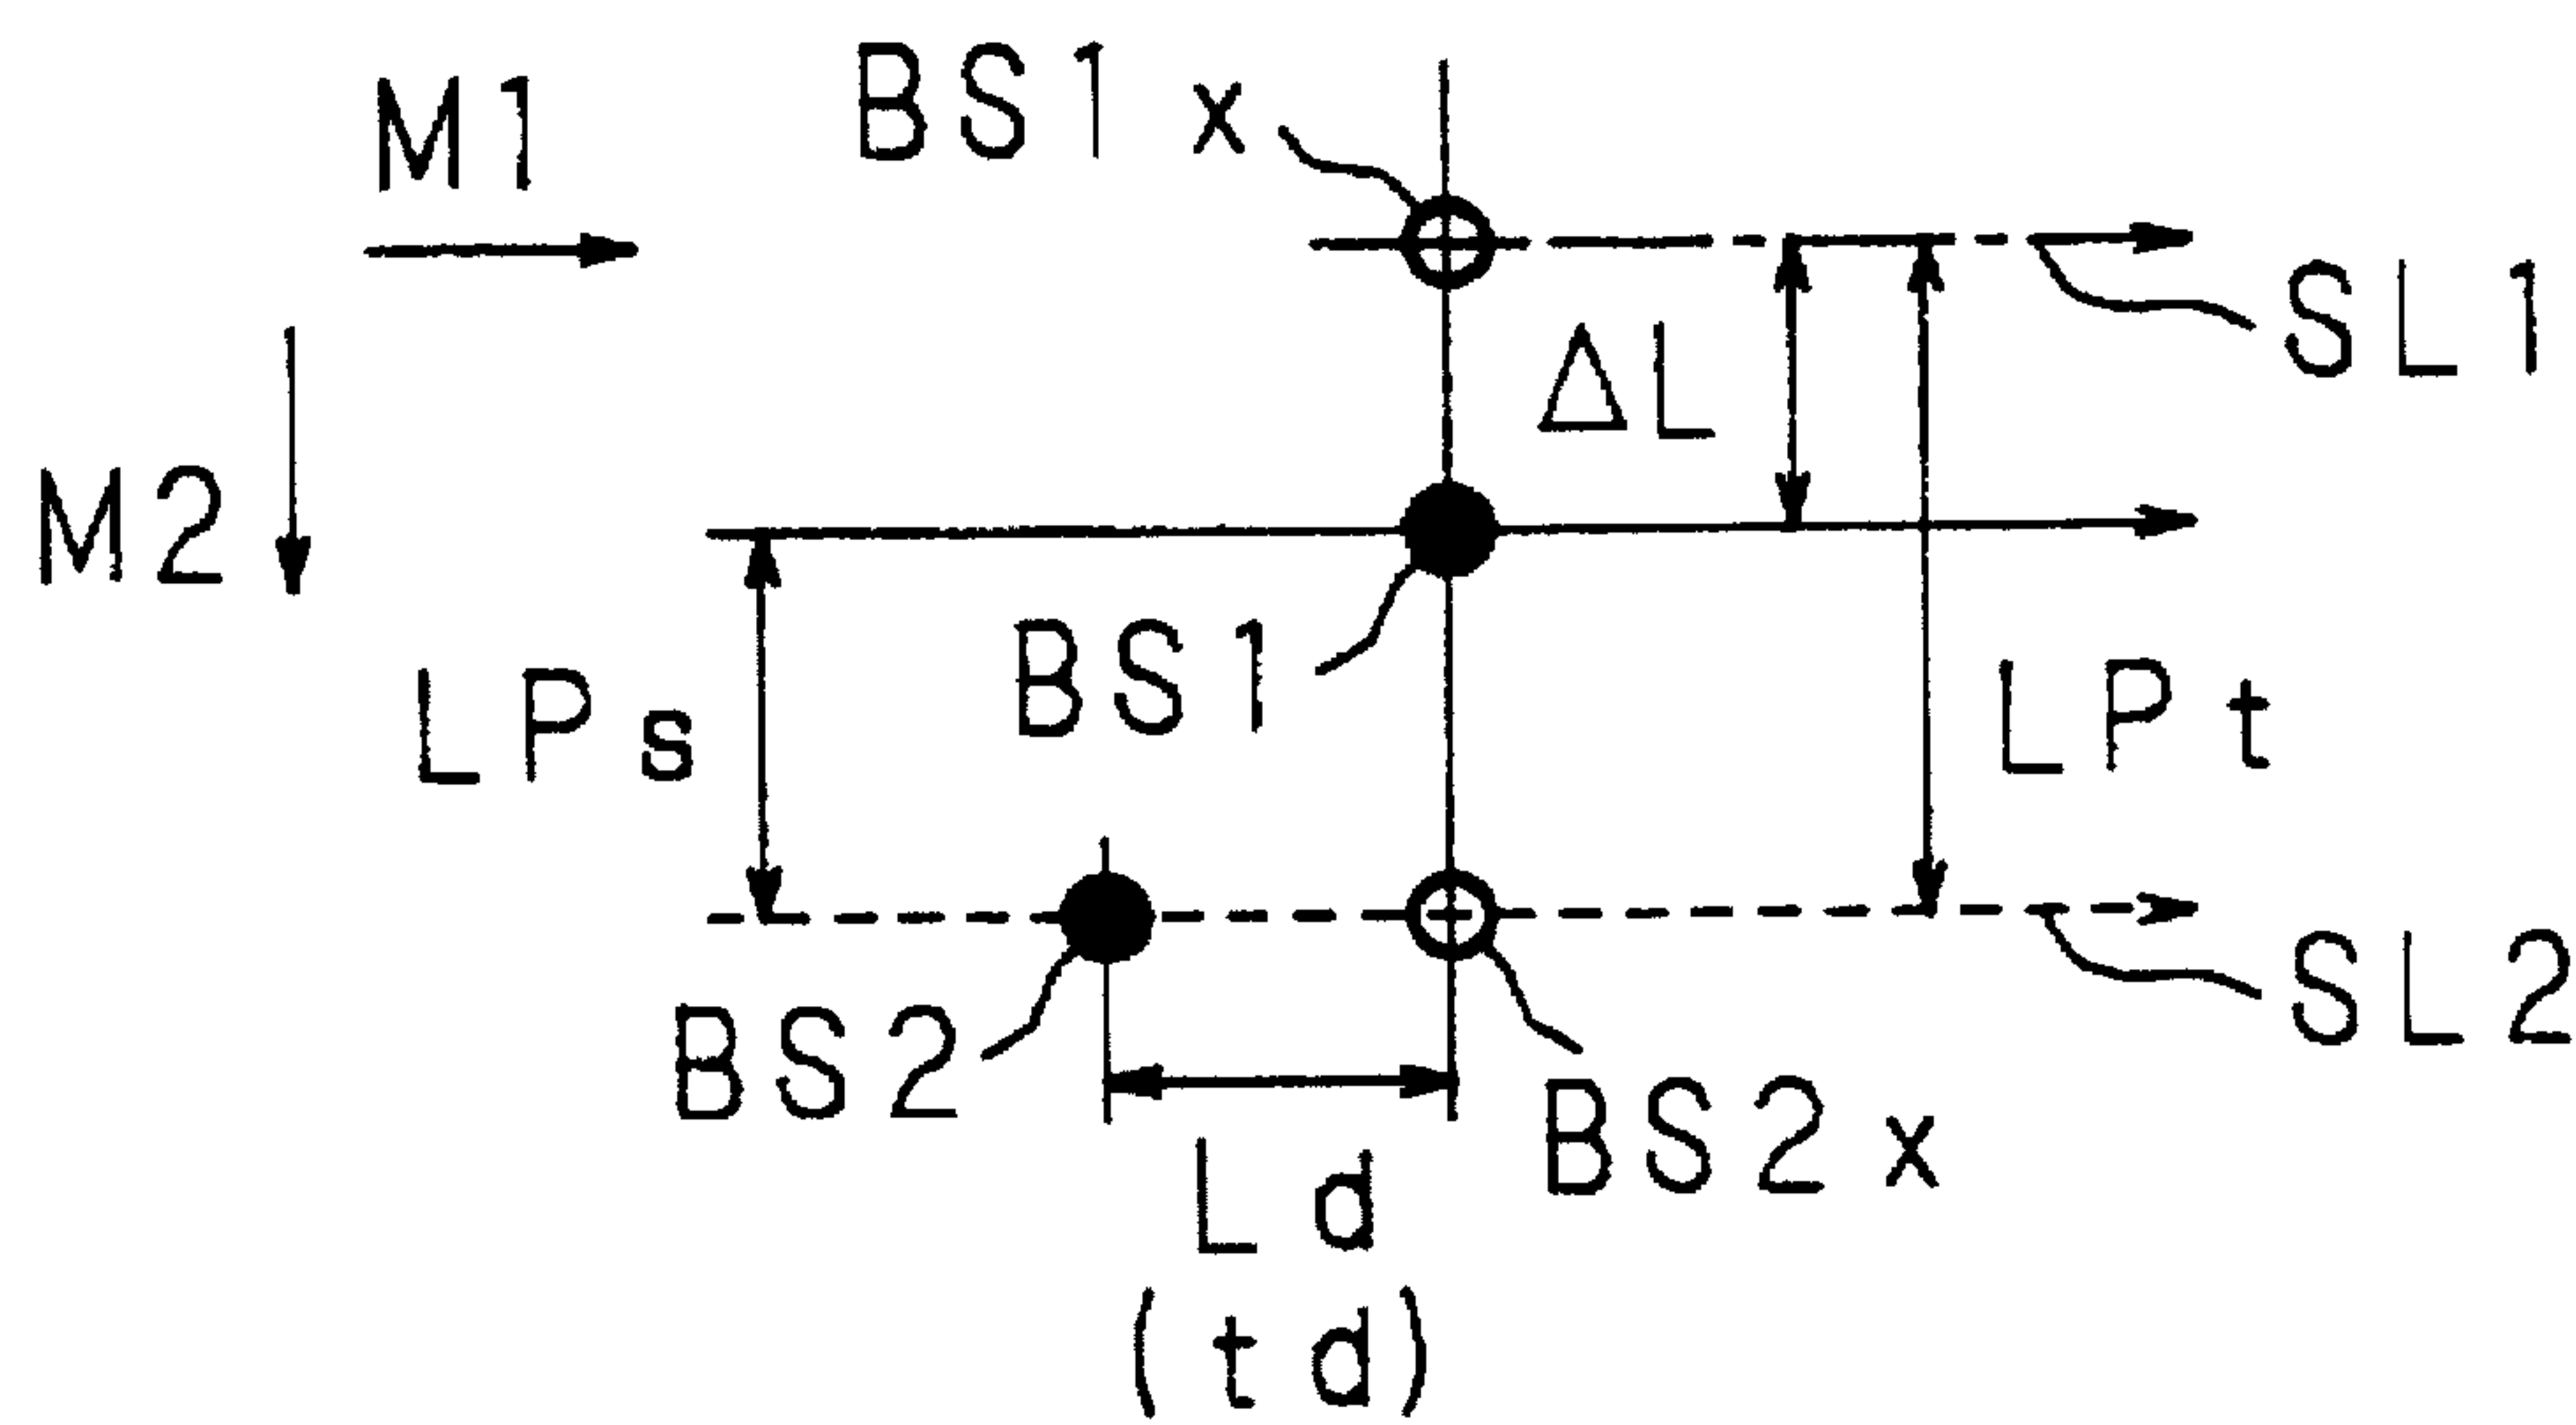 BS1x
M1
SL1
ΔL
M2
BS1
LPs
LPt
SL2
BS2
BS2x
Ld
(td)